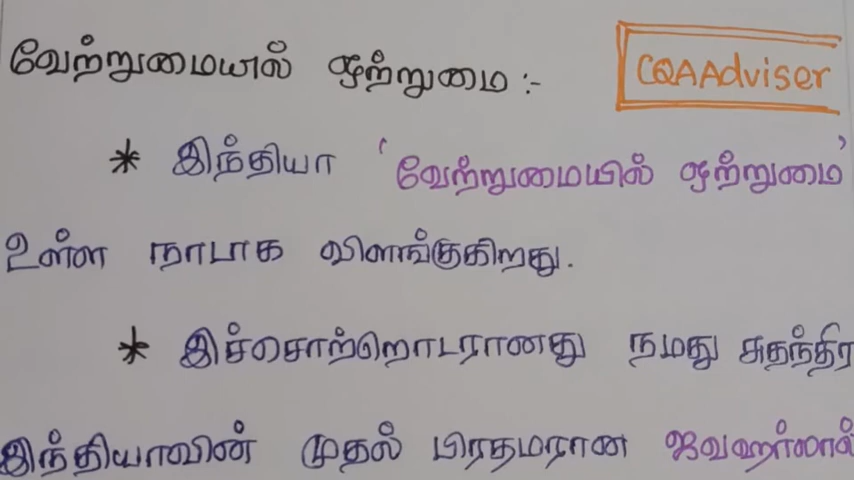 வேற்றுமையில் ஒற்றுமை :-
CQAAdviser
* இந்தியா 'வேற்றுமையில் ஒற்றுமை'
உள்ள நாடாக விளங்குகிறது.
* இச்சொற்றொடரானது நமது சுதந்திர
இந்தியாவின் முதல் பிரதமரான ஜவஹர்லால்